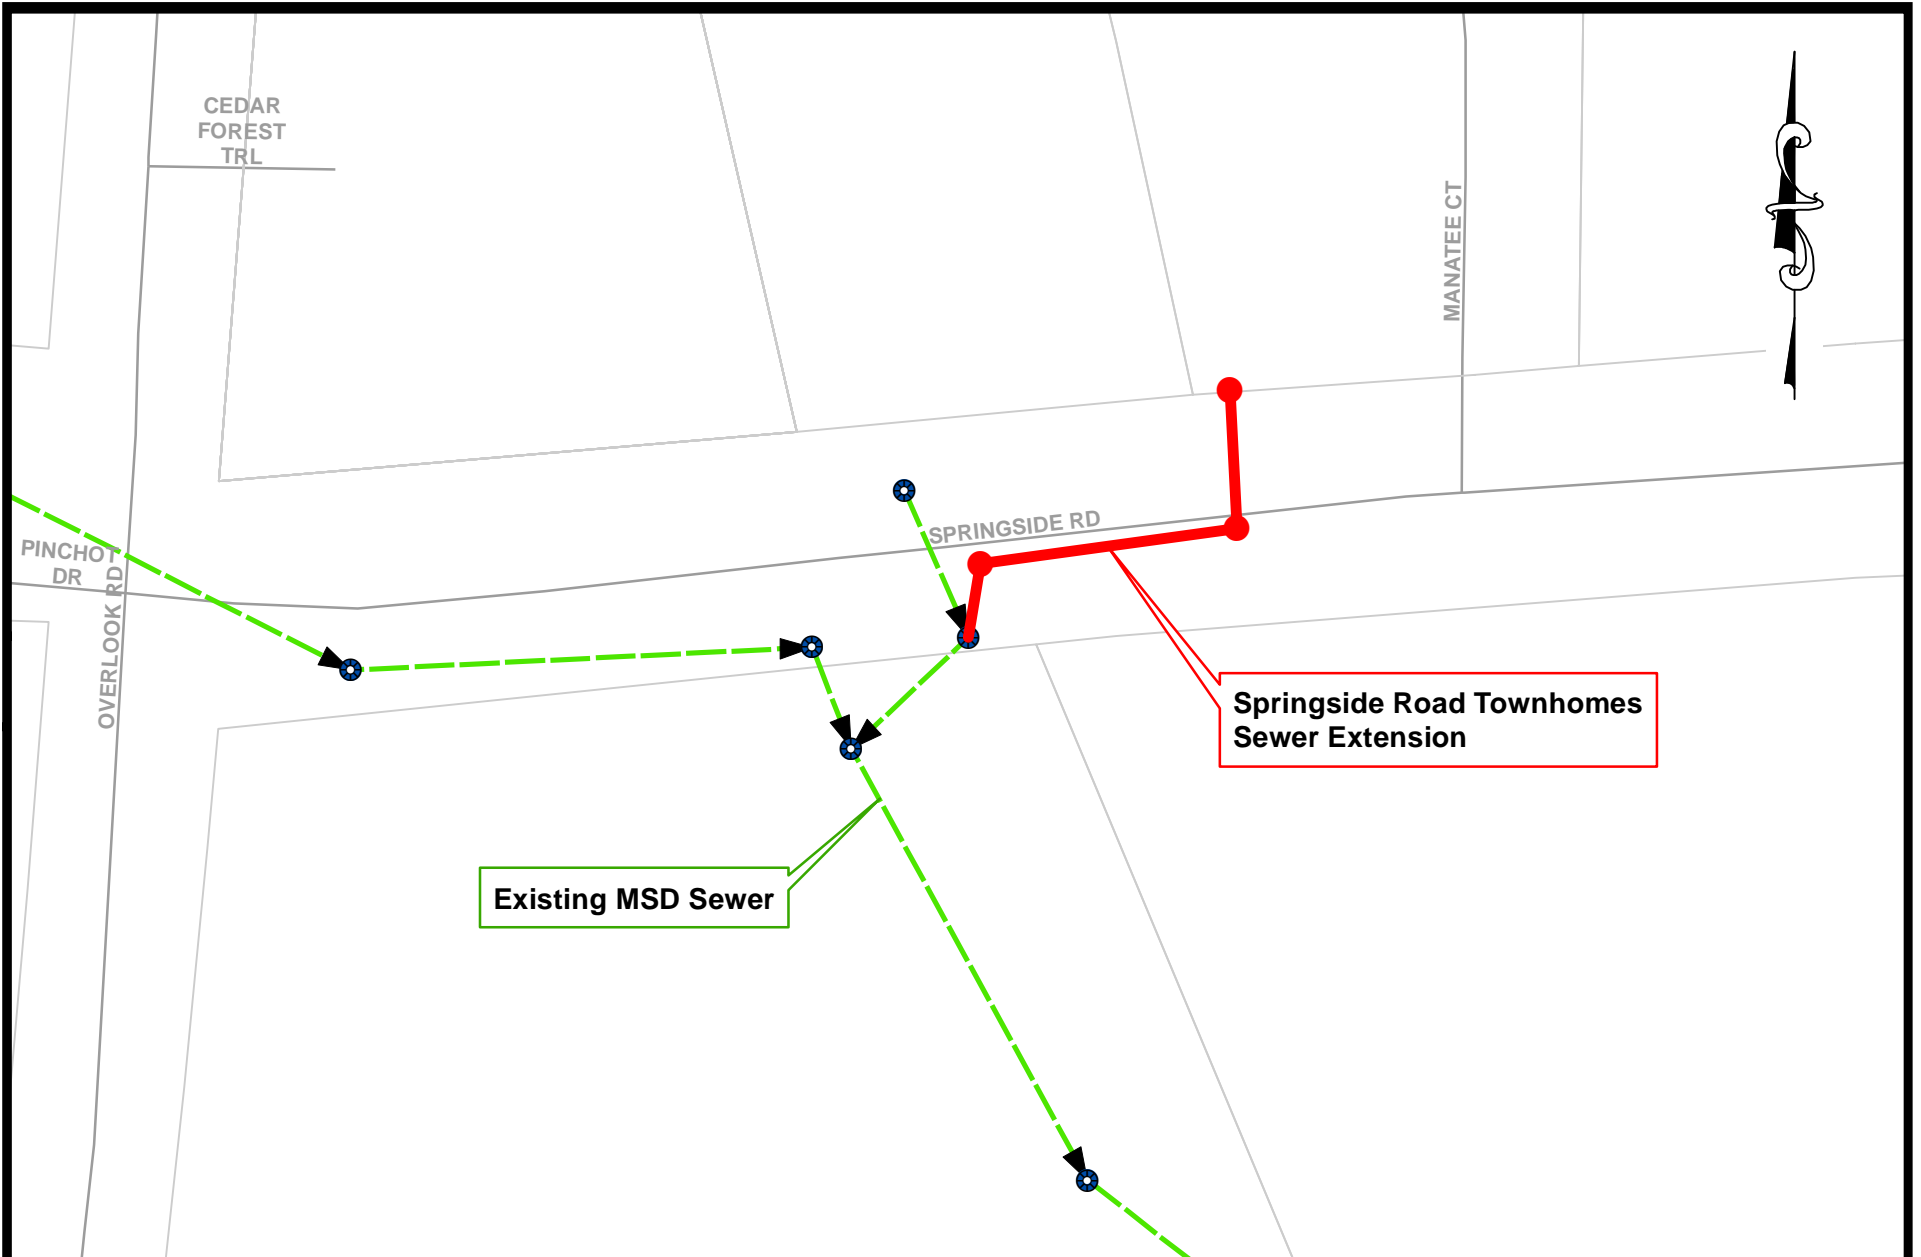 CEDAR
FOREST
TRL
MANATEE CT
SPRINGSIDE RD
PINCHOT
DR
OVERLOOK RD
Springside Road Townhomes
Sewer Extension
Existing MSD Sewer